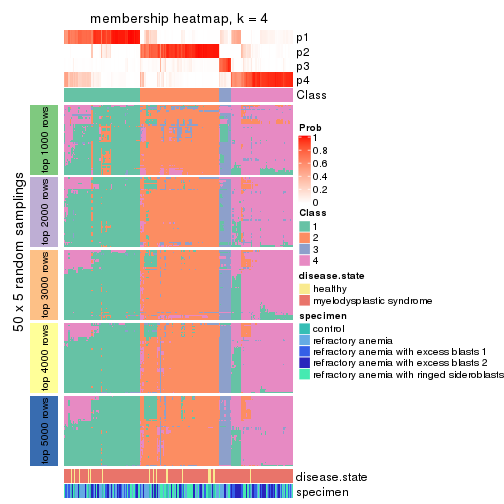 membership heatmap, k = 4
p1
p2
p3
p4
Class
50 x 5 random samplings
top 1000 rows
top 2000 rows
top 3000 rows
top 4000 rows
top 5000 rows
disease.state
specimen
Prob
1
0.8
0.6
0.4
0.2
0
Class
1
2
3
4
disease.state
healthy
myelodysplastic syndrome
specimen
control
refractory anemia
refractory anemia with excess blasts 1
refractory anemia with excess blasts 2
refractory anemia with ringed sideroblasts